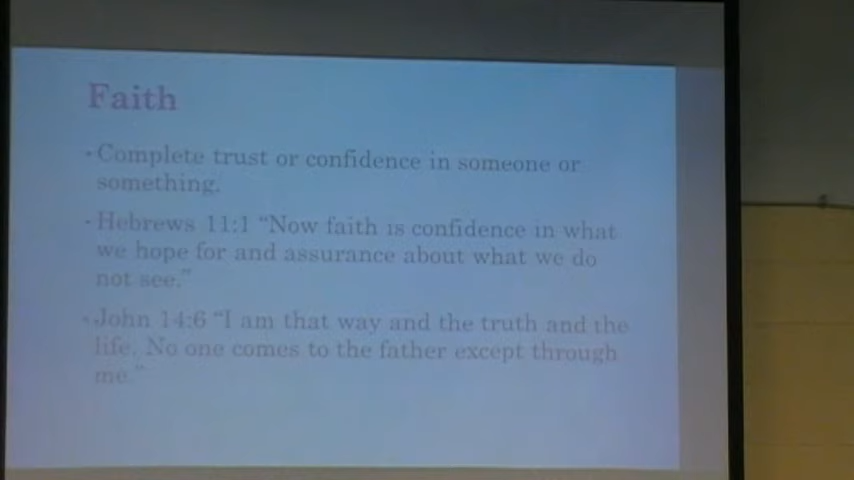 Faith
- Complete trust or confidence in someone or
something.
- Hebrews 11:1 “Now faith is confidence in what
we hope for and assurance about what we do
not see.”
- John 14:6 “I am that way and the truth and the
life. No one comes to the father except through
me.”